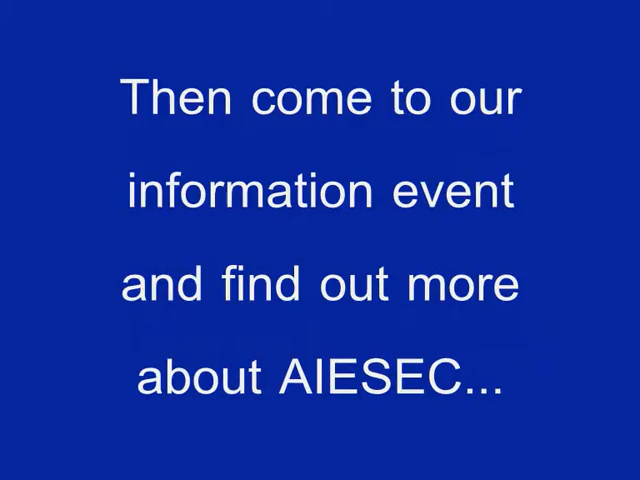 Then come to our
information event
and find out more
about AIESEC...